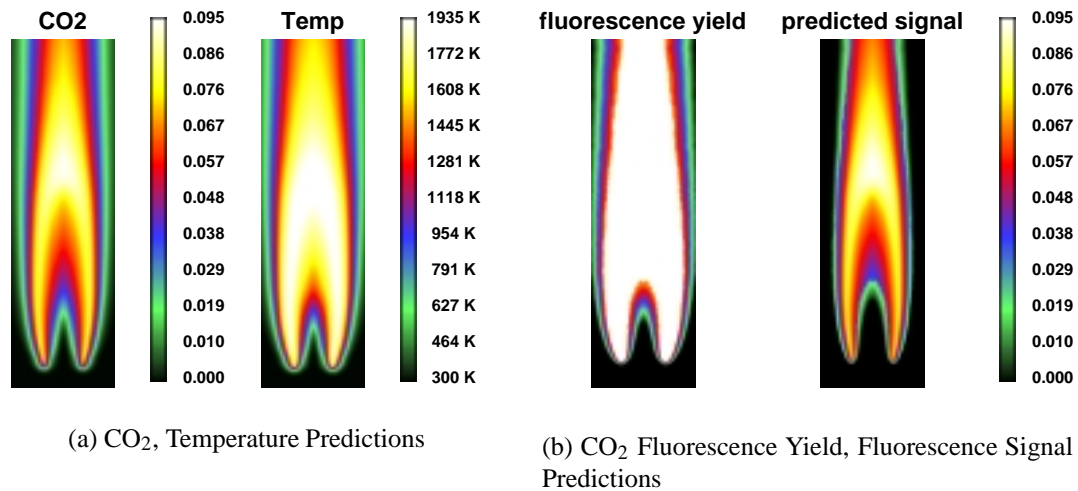 CO2
Temp
fluorescence yield
predicted signal
0.095
0.086
0.076
0.067
0.057
0.048
0.038
0.029
0.019
0.010
0.000
1935 K
1772 K
1608 K
1445 K
1281 K
1118 K
954 K
791 K
627 K
464 K
300 K
0.095
0.086
0.076
0.067
0.057
0.048
0.038
0.029
0.019
0.010
0.000
(a) CO₂, Temperature Predictions
(b) CO₂ Fluorescence Yield, Fluorescence Signal
Predictions